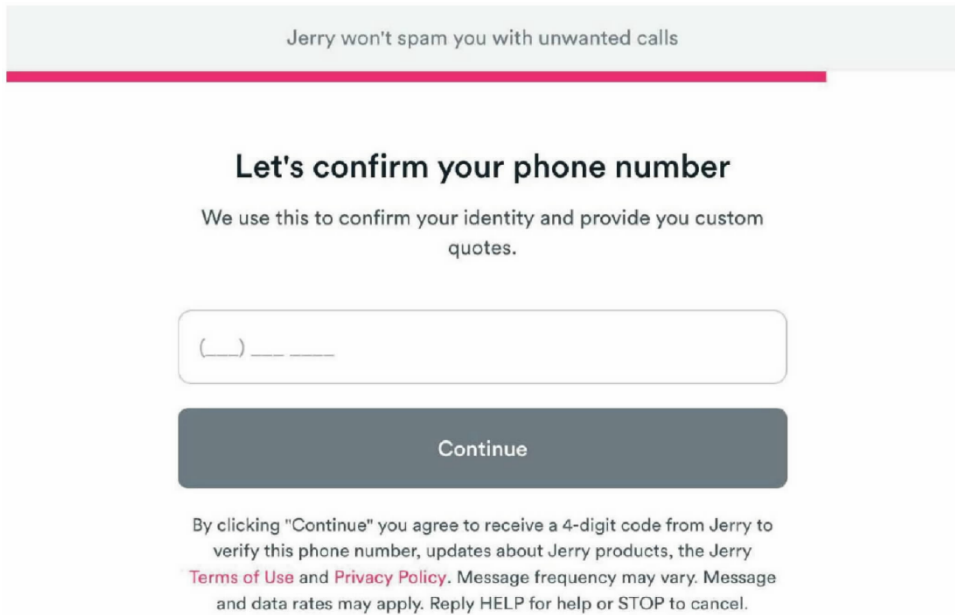 Jerry won't spam you with unwanted calls
Let's confirm your phone number
We use this to confirm your identity and provide you custom
quotes.
(___) ___ ____
Continue
By clicking "Continue" you agree to receive a 4-digit code from Jerry to
verify this phone number, updates about Jerry products, the Jerry
Terms of Use and Privacy Policy. Message frequency may vary. Message
and data rates may apply. Reply HELP for help or STOP to cancel.